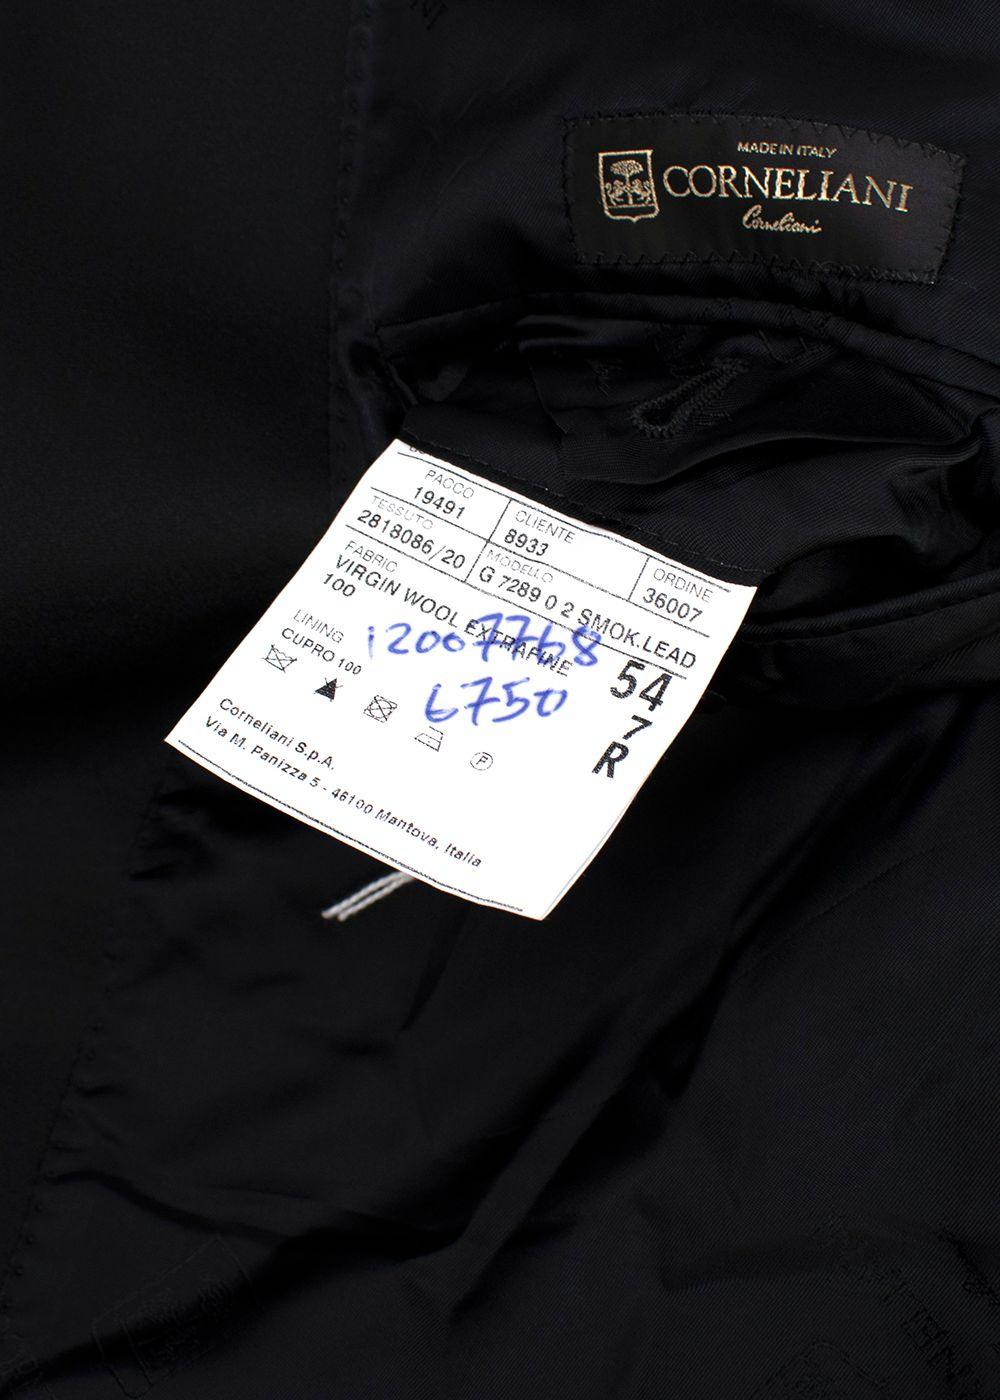 MADE IN ITALY
CORNELIANI
Corneliani
PACCO
19491
CLIENTE
8933
ORDINE
36007
TESSUTO
2818086/20
MODELLO
G 7289 0 2 SMOK.LEAD
FABRIC
VIRGIN WOOL EXTRAFINE
100
54
7
R
LINING
CUPRO 100
i20077768
6750
P
Corneliani S.p.A.
Via M. Panizza 5 - 46100 Mantova, Italia